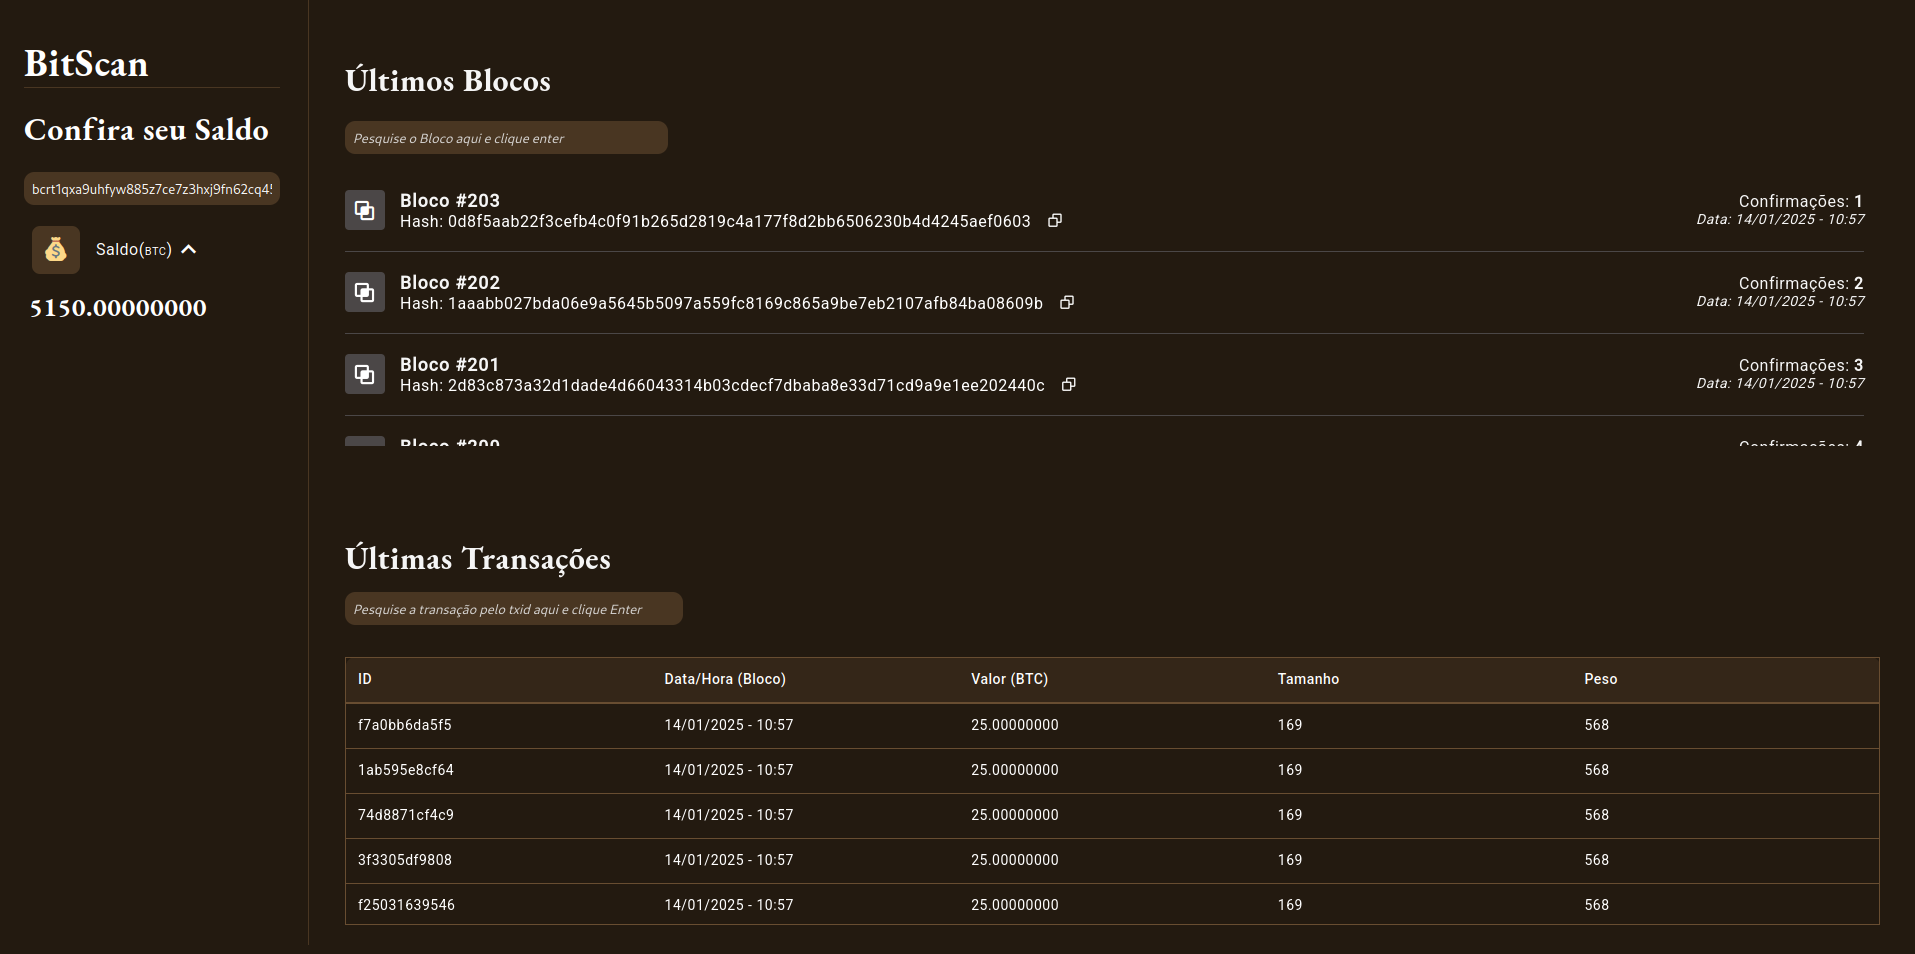 BitScan
Confira seu Saldo
bcrt1qxa9uhfyw885z7ce7z3hxj9fn62cq4
Saldo(BTC)
5150.00000000
Últimos Blocos
Pesquise o Bloco aqui e clique enter
Bloco #203
Confirmações: 1
Hash: 0d8f5aab22f3cefb4c0f91b265d2819c4a177f8d2bb6506230b4d4245aef0603
Data: 14/01/2025 - 10:57
Bloco #202
Confirmações: 2
Hash: 1aaabb027bda06e9a5645b5097a559fc8169c865a9be7eb2107afb84ba08609b
Data: 14/01/2025 - 10:57
Bloco #201
Confirmações: 3
Hash: 2d83c873a32d1dade4d66043314b03cdecf7dbaba8e33d71cd9a9e1ee202440c
Data: 14/01/2025 - 10:57
Bloco #200
Confirmações: 4
Últimas Transações
Pesquise a transação pelo txid aqui e clique Enter
ID Data/Hora (Bloco) Valor (BTC) Tamanho Peso
f7a0bb6da5f5 14/01/2025 - 10:57 25.00000000 169 568
1ab595e8cf64 14/01/2025 - 10:57 25.00000000 169 568
74d8871cf4c9 14/01/2025 - 10:57 25.00000000 169 568
3f3305df9808 14/01/2025 - 10:57 25.00000000 169 568
f25031639546 14/01/2025 - 10:57 25.00000000 169 568